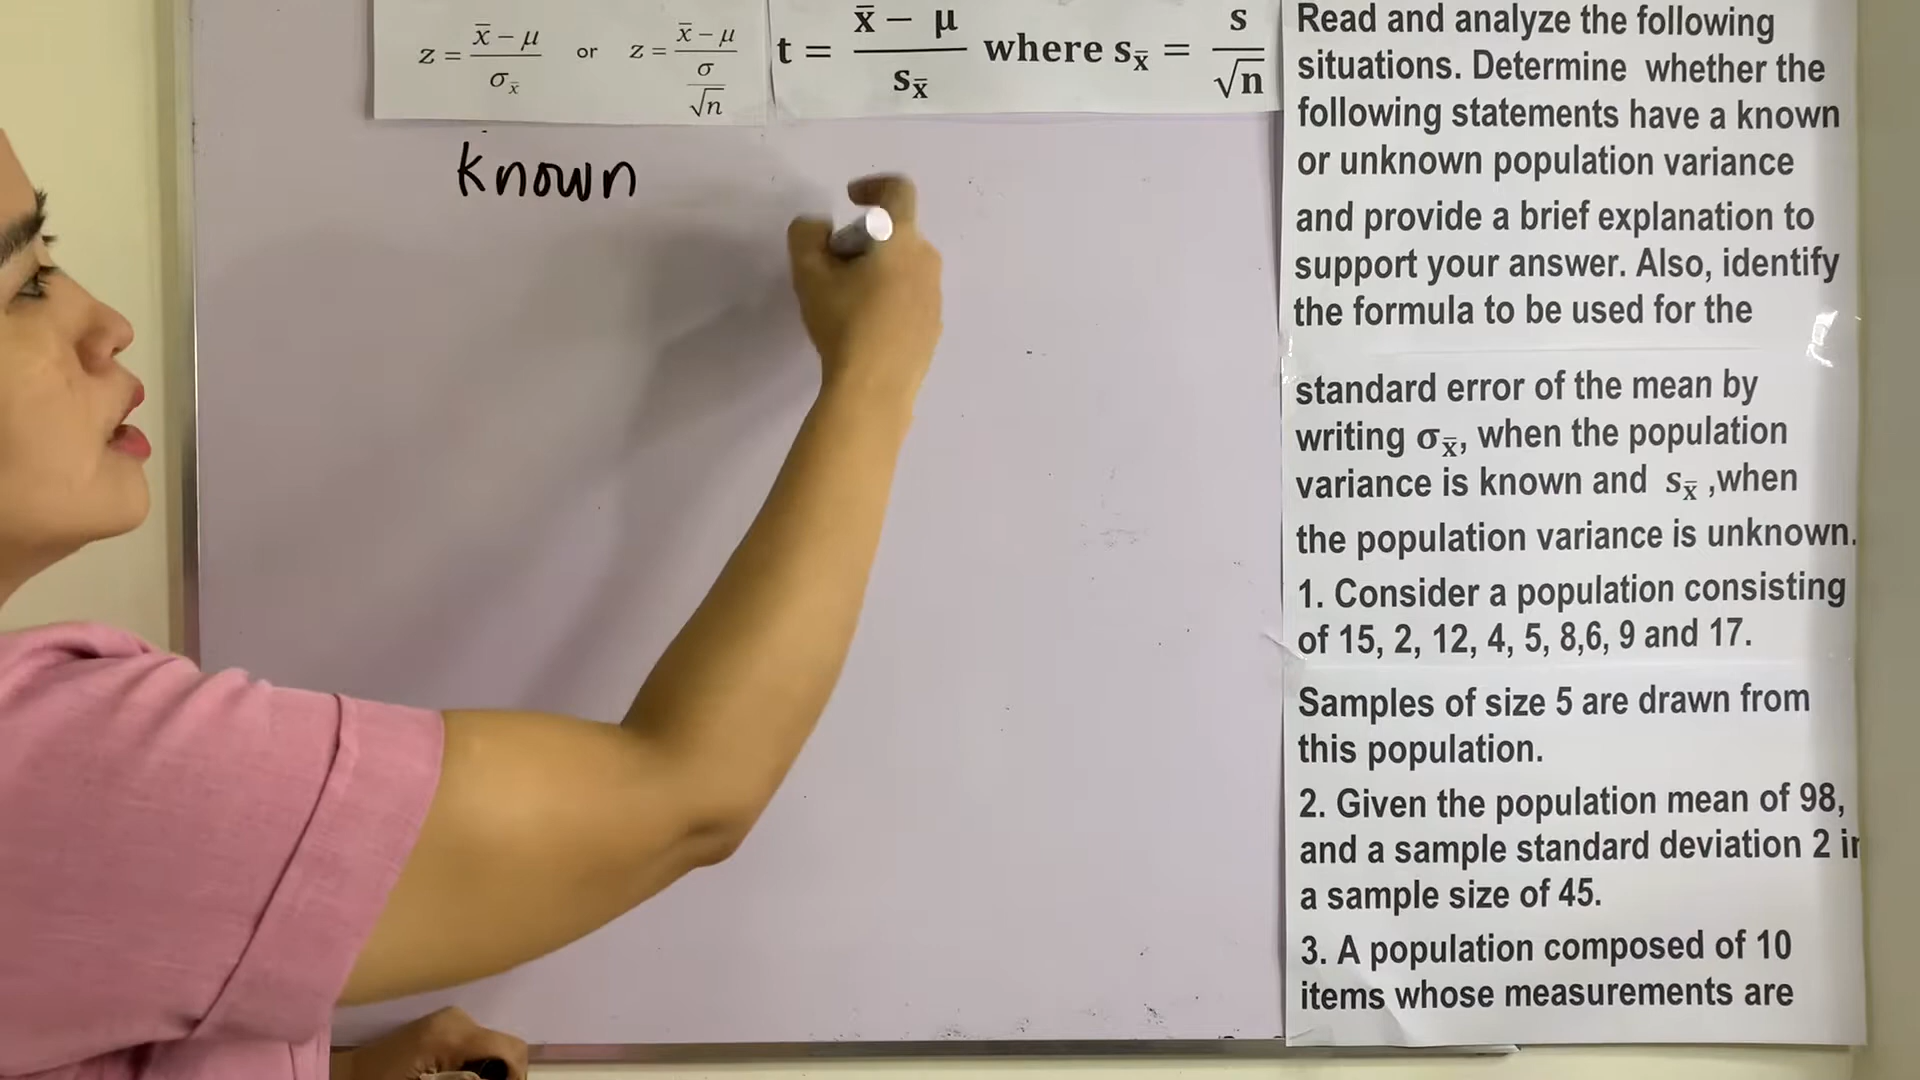 z = x̄ − μ / σx̄ or z = x̄ − μ / σ / √n
t = x̄ − μ / sx̄ where sx̄ = s / √n
known
Read and analyze the following
situations. Determine whether the
following statements have a known
or unknown population variance
and provide a brief explanation to
support your answer. Also, identify
the formula to be used for the
standard error of the mean by
writing σx̄, when the population
variance is known and sx̄ ,when
the population variance is unknown.
1. Consider a population consisting
of 15, 2, 12, 4, 5, 8,6, 9 and 17.
Samples of size 5 are drawn from
this population.
2. Given the population mean of 98,
and a sample standard deviation 2
a sample size of 45.
3. A population composed of 10
items whose measurements are